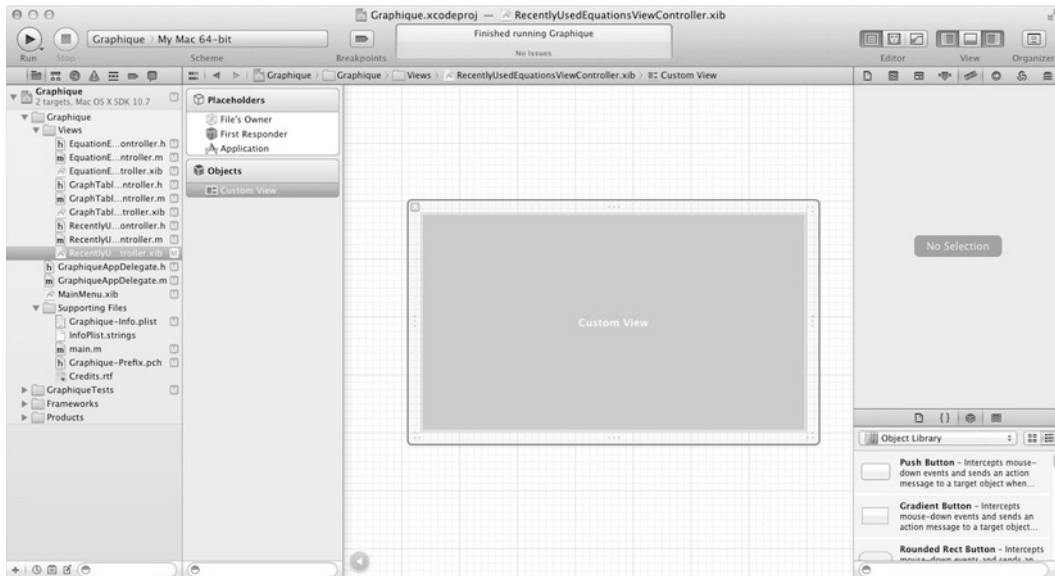 Graphique.xcodeproj — RecentlyUsedEquationsViewController.xib
Graphique › My Mac 64-bit
Finished running Graphique
No Issues
Run Stop Scheme Breakpoints Editor View Organizer
Graphique › Graphique › Views › RecentlyUsedEquationsViewController.xib › Custom View
Graphique
2 targets, Mac OS X SDK 10.7
Graphique
Views
h EquationE...ontroller.h
m EquationE...ntroller.m
EquationE...troller.xib
h GraphTabl...ntroller.h
m GraphTabl...ntroller.m
GraphTabl...troller.xib
h RecentlyU...ontroller.h
m RecentlyU...ntroller.m
RecentlyU...troller.xib M
h GraphiqueAppDelegate.h
m GraphiqueAppDelegate.m
MainMenu.xib
Supporting Files
Graphique-Info.plist
InfoPlist.strings
m main.m
h Graphique-Prefix.pch
Credits.rtf
GraphiqueTests
Frameworks
Products
Placeholders
File's Owner
First Responder
Application
Objects
Custom View
Custom View
No Selection
{}
Object Library
Push Button - Intercepts mouse-
down events and sends an action
message to a target object when...
Gradient Button - Intercepts
mouse-down events and sends an
action message to a target object...
Rounded Rect Button - Intercepts
mouse-down events and sends an